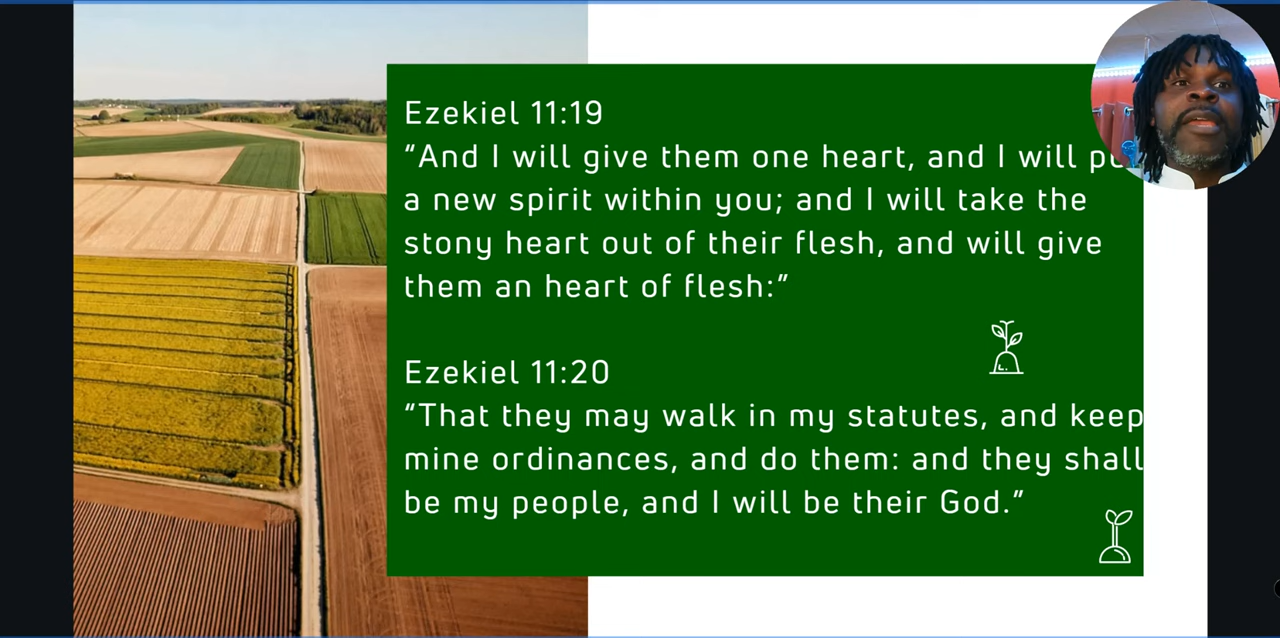 Ezekiel 11:19
“And I will give them one heart, and I will
a new spirit within you; and I will take the
stony heart out of their flesh, and will give
them an heart of flesh:”
Ezekiel 11:20
“That they may walk in my statutes, and keep
mine ordinances, and do them: and they shall
be my people, and I will be their God.”